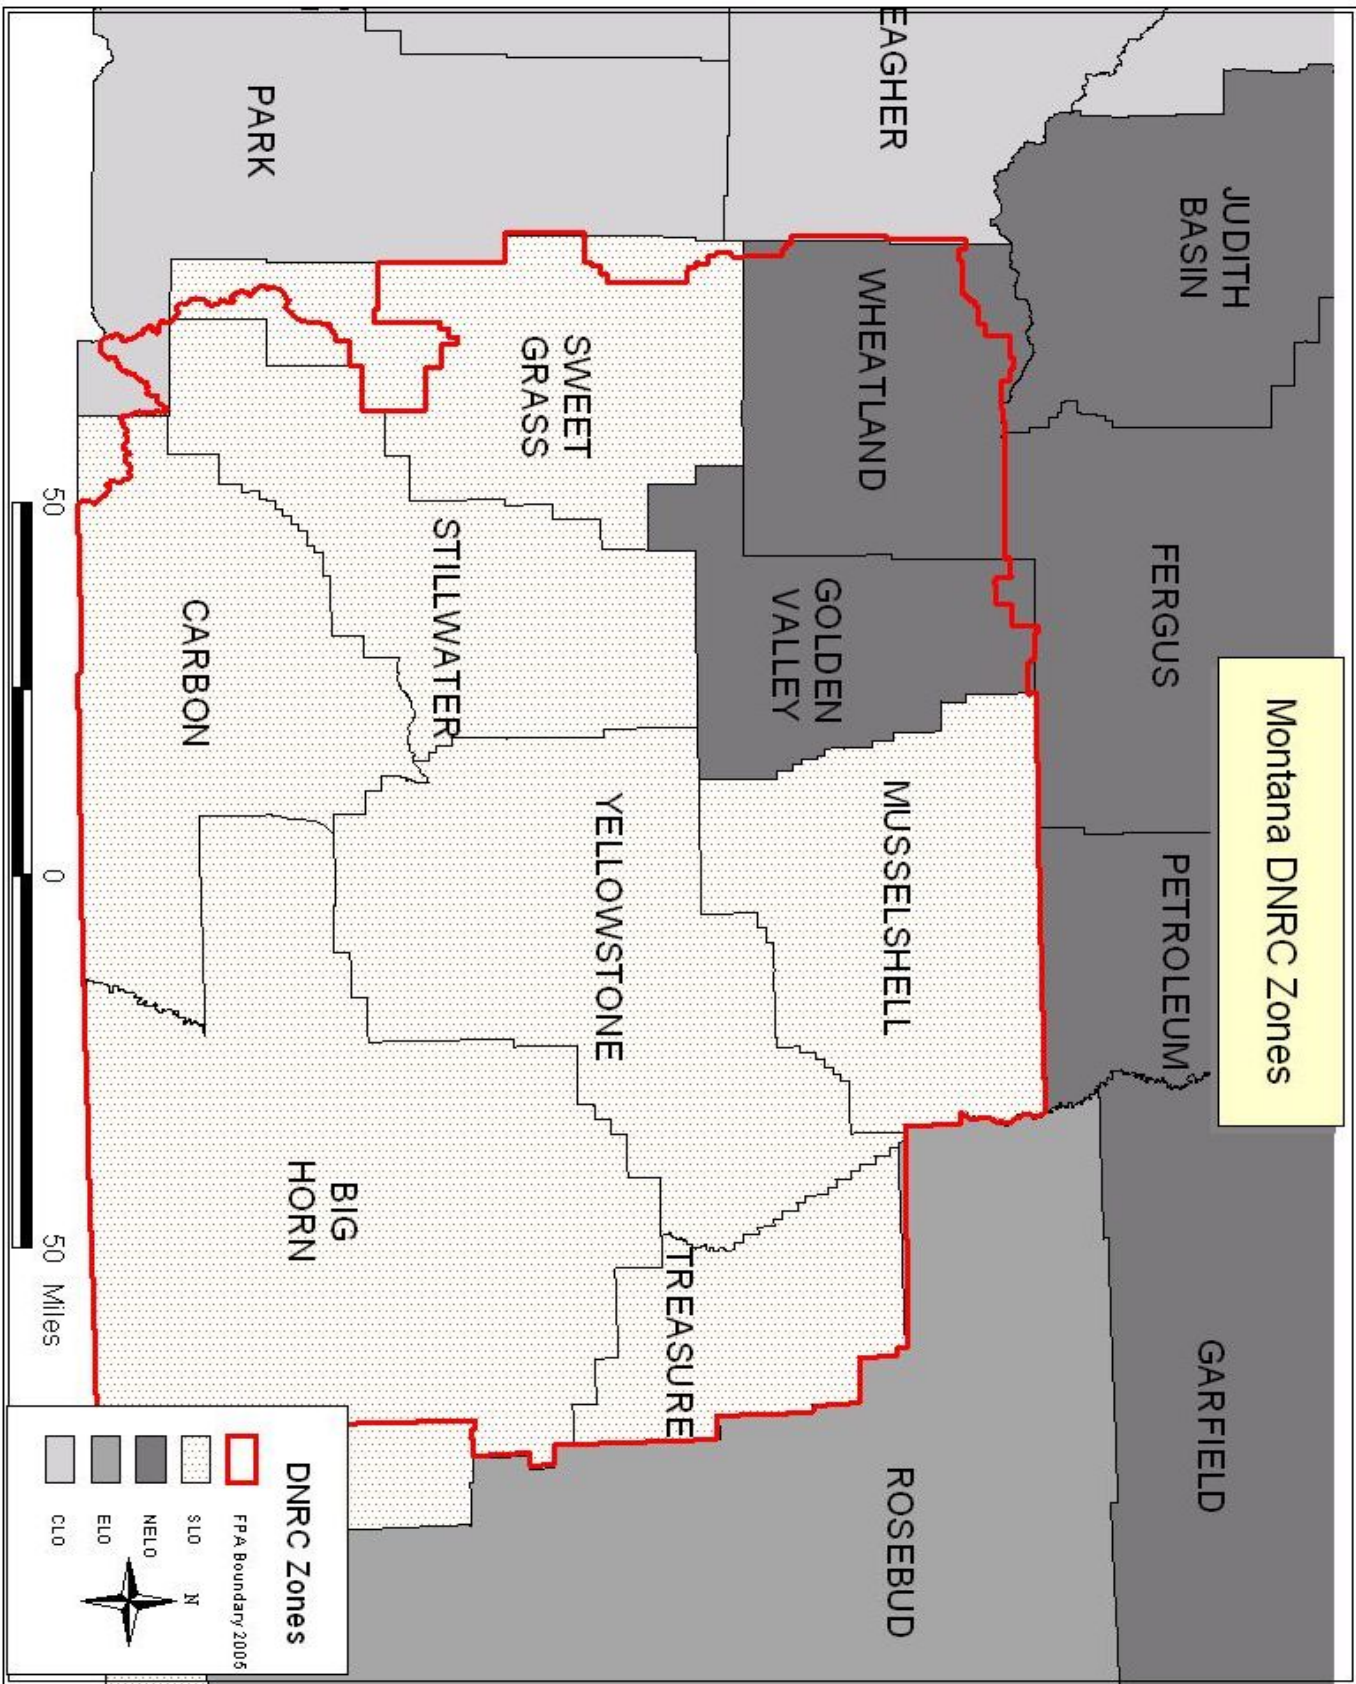 Montana DNRC Zones
EAGHER
JUDITH
BASIN
FERGUS
PETROLEUM
GARFIELD
WHEATLAND
GOLDEN
VALLEY
MUSSELSHELL
ROSEBUD
PARK
SWEET
GRASS
STILLWATER
YELLOWSTONE
TREASURE
CARBON
BIG
HORN
50 0 50 Miles
DNRC Zones
FPA Boundary 2005
SLO
NELO
ELO
CLO
N